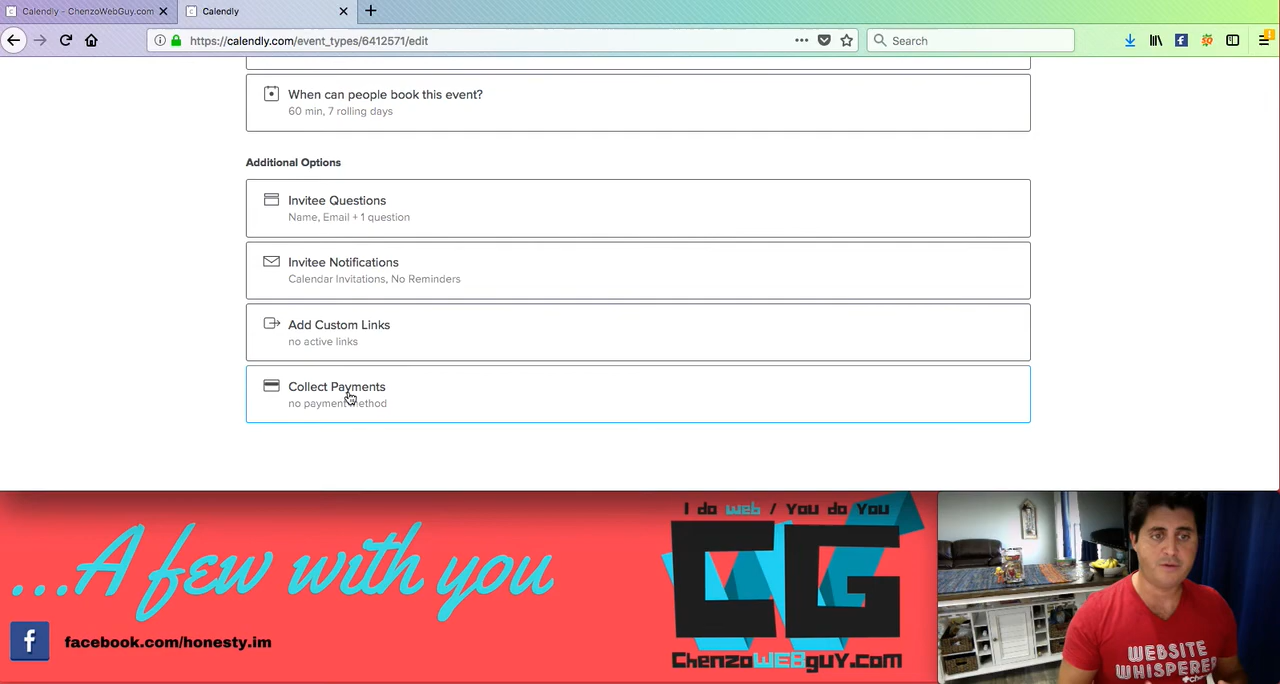 Calendly - ChenzoWebGuy.com
Calendly
https://calendly.com/event_types/6412571/edit
Search
When can people book this event?
60 min, 7 rolling days
Additional Options
Invitee Questions
Name, Email + 1 question
Invitee Notifications
Calendar Invitations, No Reminders
Add Custom Links
no active links
Collect Payments
no payment method
...A few with you
facebook.com/honesty.im
I do web / You do You
CG
ChenzoWEBguY.com
WEBSITE
WHISPERER